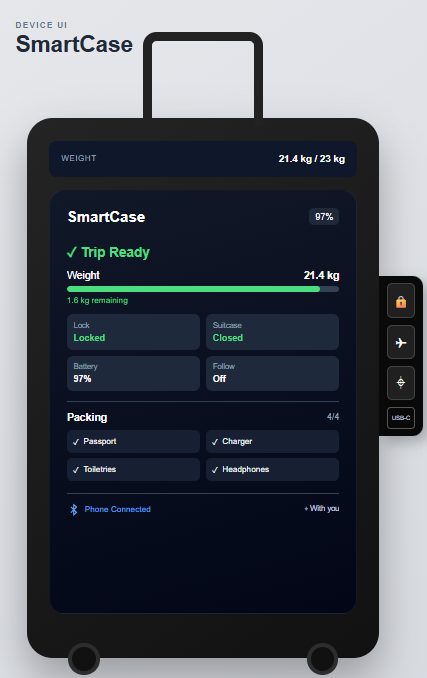 DEVICE UI
SmartCase
WEIGHT 21.4 kg / 23 kg
SmartCase 97%
✓ Trip Ready
Weight 21.4 kg
1.6 kg remaining
Lock Suitcase
Locked Closed
Battery Follow
97% Off
Packing 4/4
✓ Passport ✓ Charger
✓ Toiletries ✓ Headphones
Phone Connected ⌖ With you
USB-C